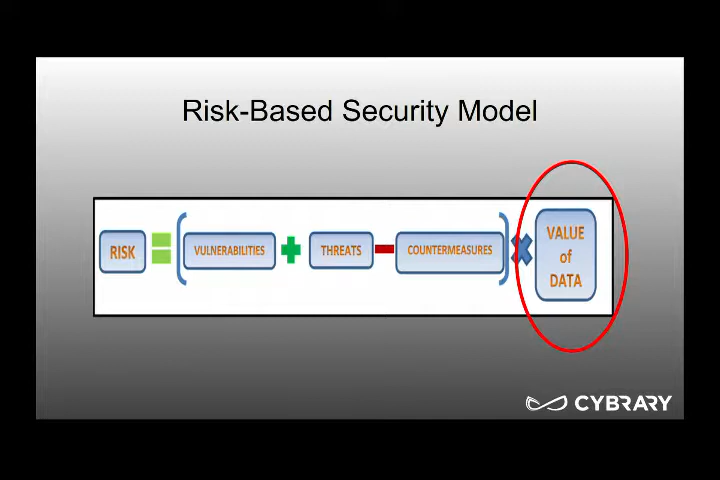 Risk-Based Security Model
RISK = [ VULNERABILITIES + THREATS - COUNTERMEASURES ] x VALUE
of
DATA
CYBRARY